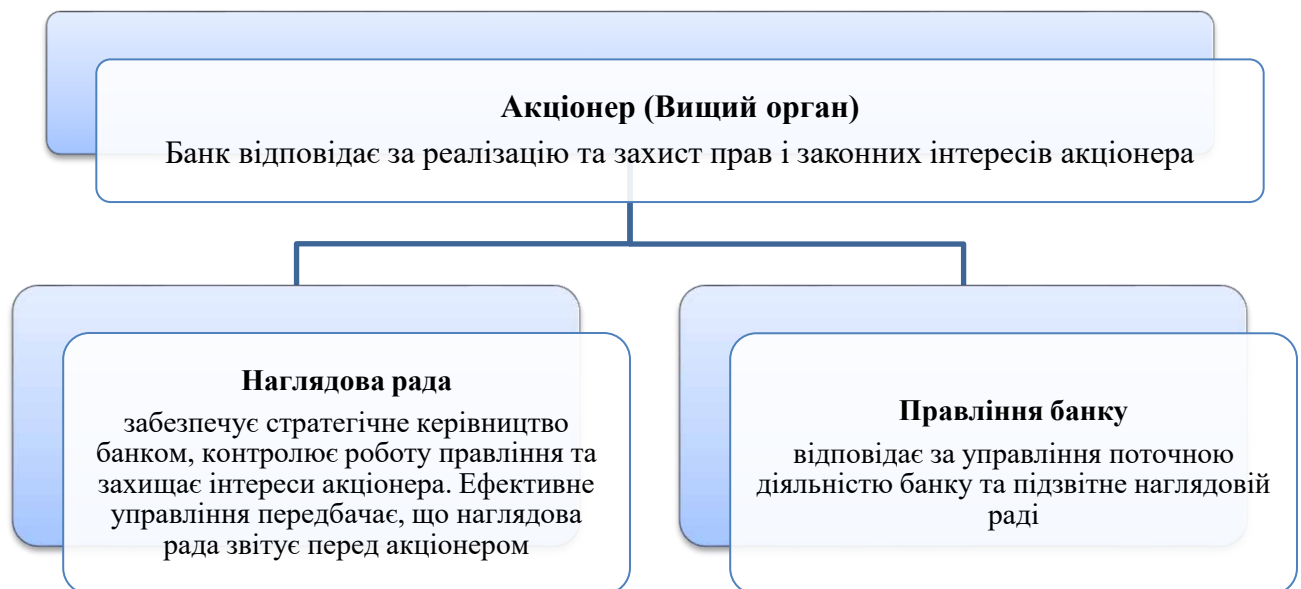 Акціонер (Вищий орган)
Банк відповідає за реалізацію та захист прав і законних інтересів акціонера
Наглядова рада
забезпечує стратегічне керівництво
банком, контролює роботу правління та
захищає інтереси акціонера. Ефективне
управління передбачає, що наглядова
рада звітує перед акціонером
Правління банку
відповідає за управління поточною
діяльністю банку та підзвітне наглядовій
раді